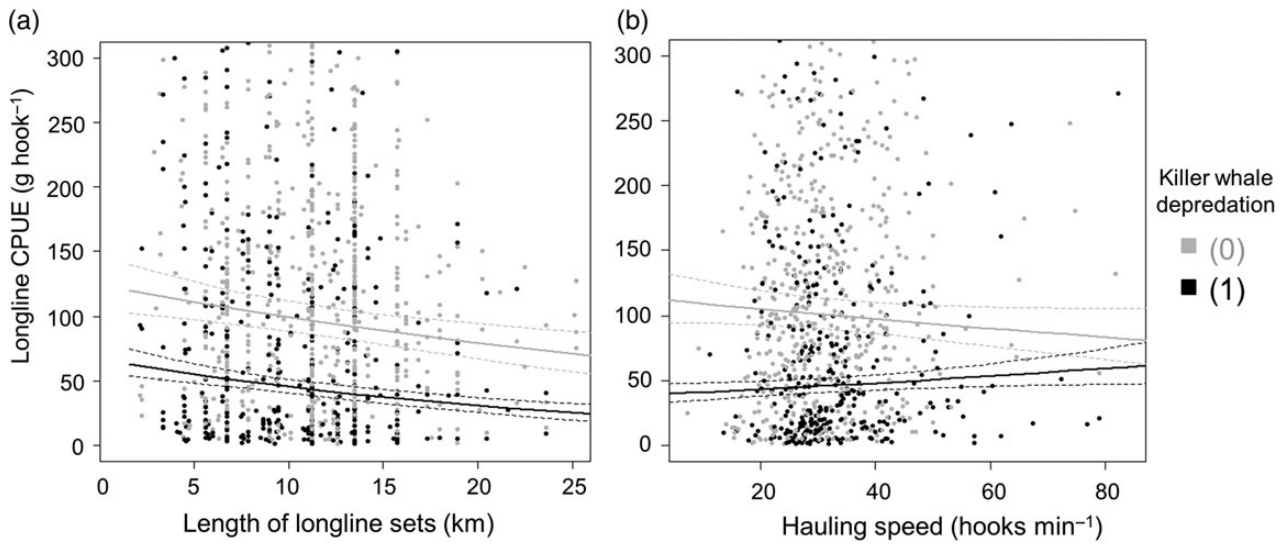 (a)
Longline CPUE (g hook⁻¹)
300
250
200
150
100
50
0
0 5 10 15 20 25
Length of longline sets (km)
(b)
300
250
200
150
100
50
0
20 40 60 80
Hauling speed (hooks min⁻¹)
Killer whale
depredation
(0)
(1)